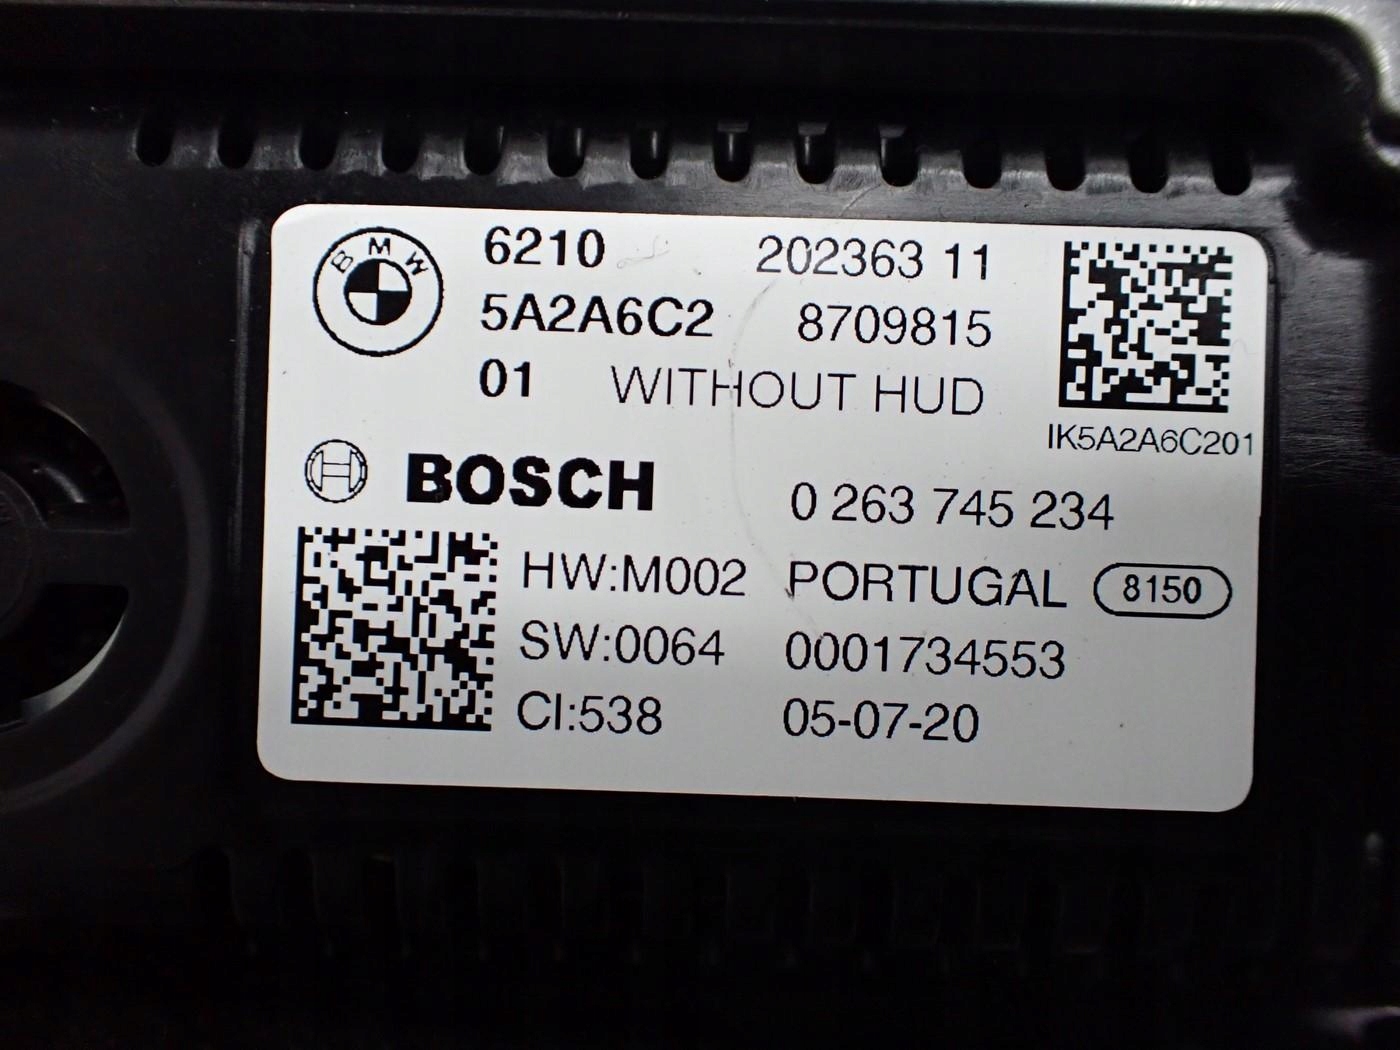 BMW 6210 202363 11
5A2A6C2 8709815
01 WITHOUT HUD
IK5A2A6C201
BOSCH 0 263 745 234
HW:M002 PORTUGAL 8150
SW:0064 0001734553
CI:538 05-07-20